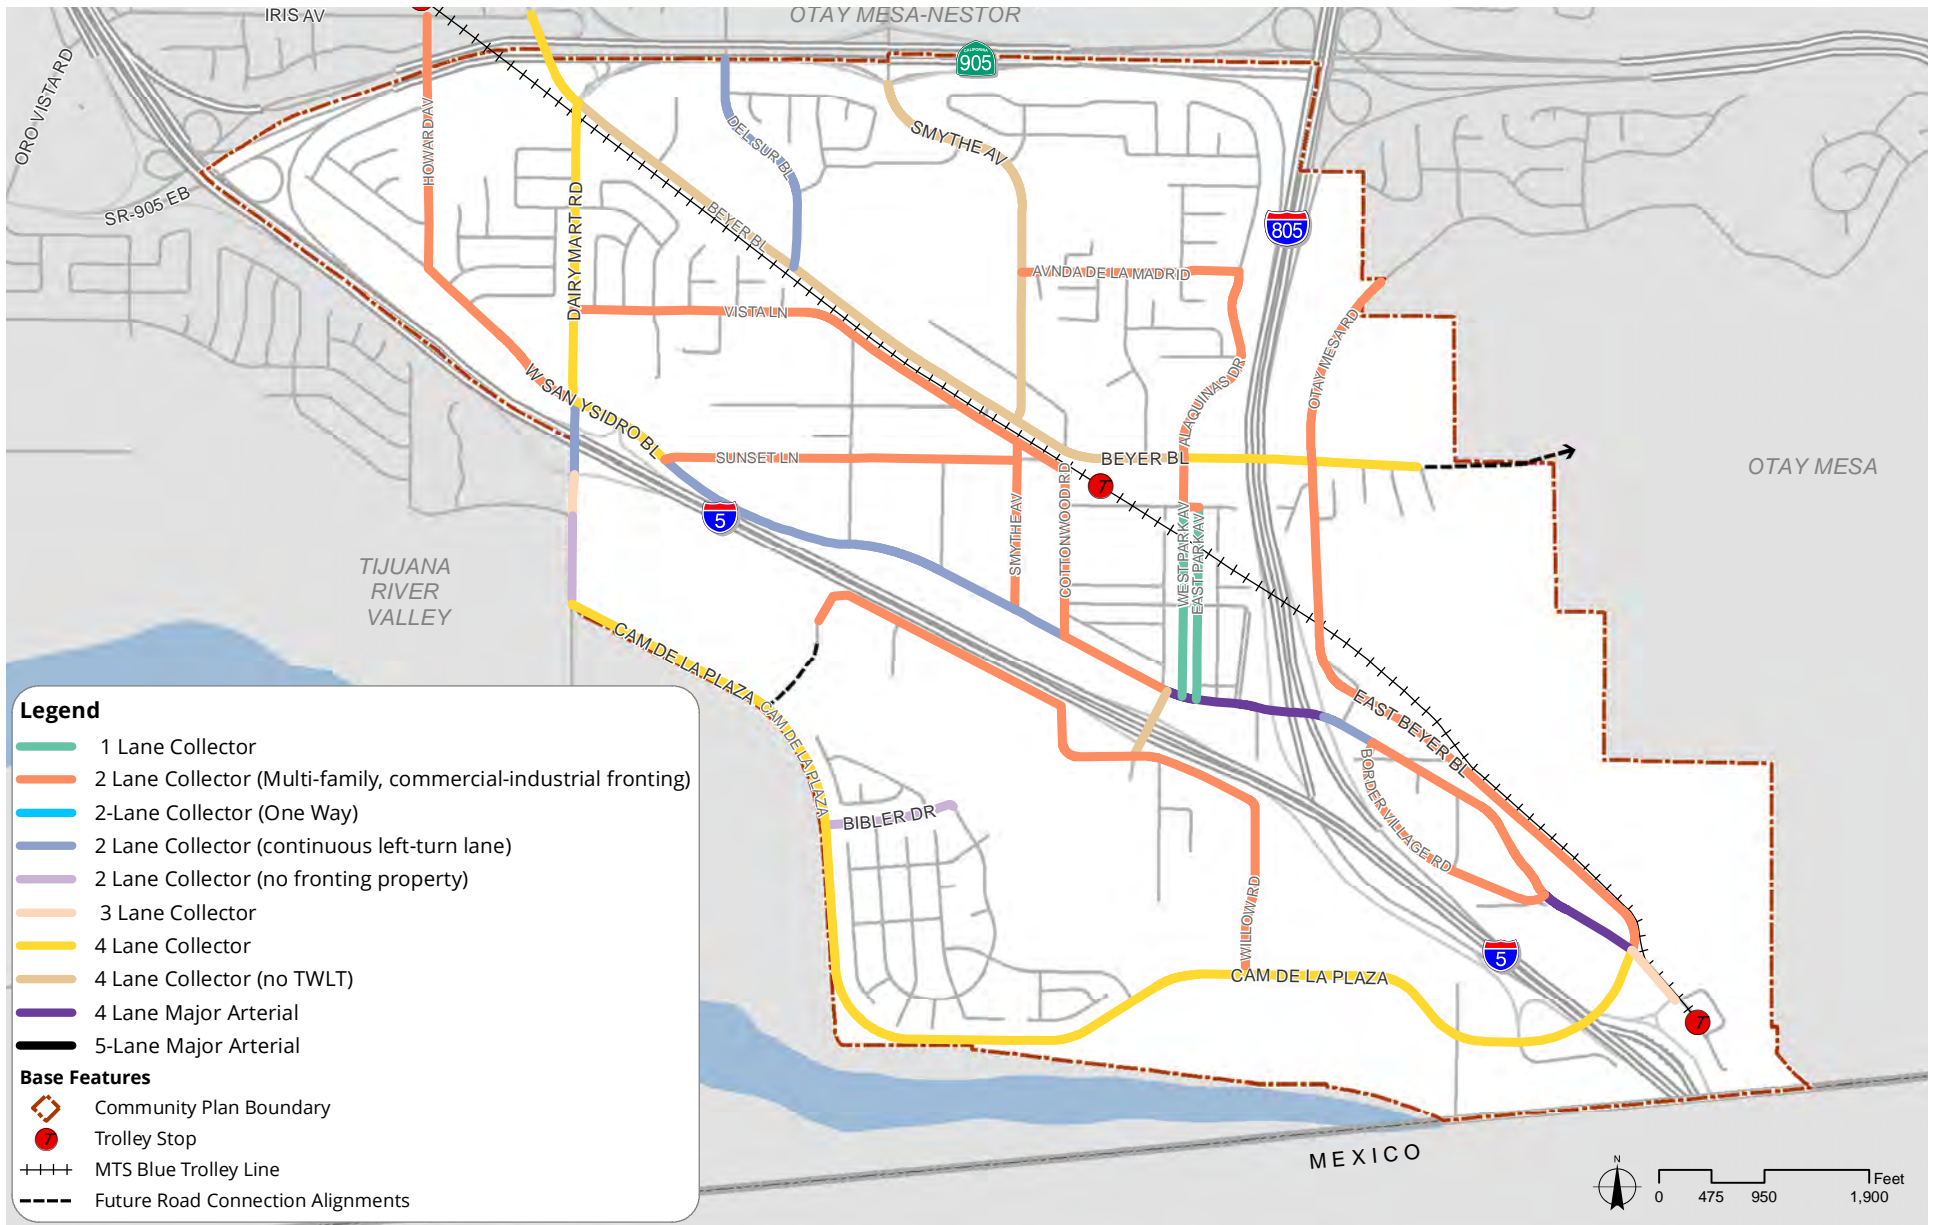 IRIS AV
OTAY MESA-NESTOR
CALIFORNIA
905
ORO VISTA RD
HOWARD AV
DEL SUR BL
SMYTHE AV
SR-905 EB
DAIRY MART RD
BEYER BL
805
AVNDA DE LA MADRID
VISTA LN
OTAY MESA RD
W SAN YSIDRO BL
ALAQUINAS DR
SUNSET LN
BEYER BL
OTAY MESA
T
5
SMYTHE AV
COTTONWOOD RD
WEST PARK AV
EAST PARK AV
TIJUANA
RIVER
VALLEY
CAM DE LA PLAZA
CAM DE LA PLAZA
EAST BEYER BL
BORDER VILLAGE RD
BIBLER DR
WILLOW RD
5
CAM DE LA PLAZA
T
MEXICO
Legend
1 Lane Collector
2 Lane Collector (Multi-family, commercial-industrial fronting)
2-Lane Collector (One Way)
2 Lane Collector (continuous left-turn lane)
2 Lane Collector (no fronting property)
3 Lane Collector
4 Lane Collector
4 Lane Collector (no TWLT)
4 Lane Major Arterial
5-Lane Major Arterial
Base Features
Community Plan Boundary
T Trolley Stop
MTS Blue Trolley Line
Future Road Connection Alignments
N
Feet
0 475 950 1,900